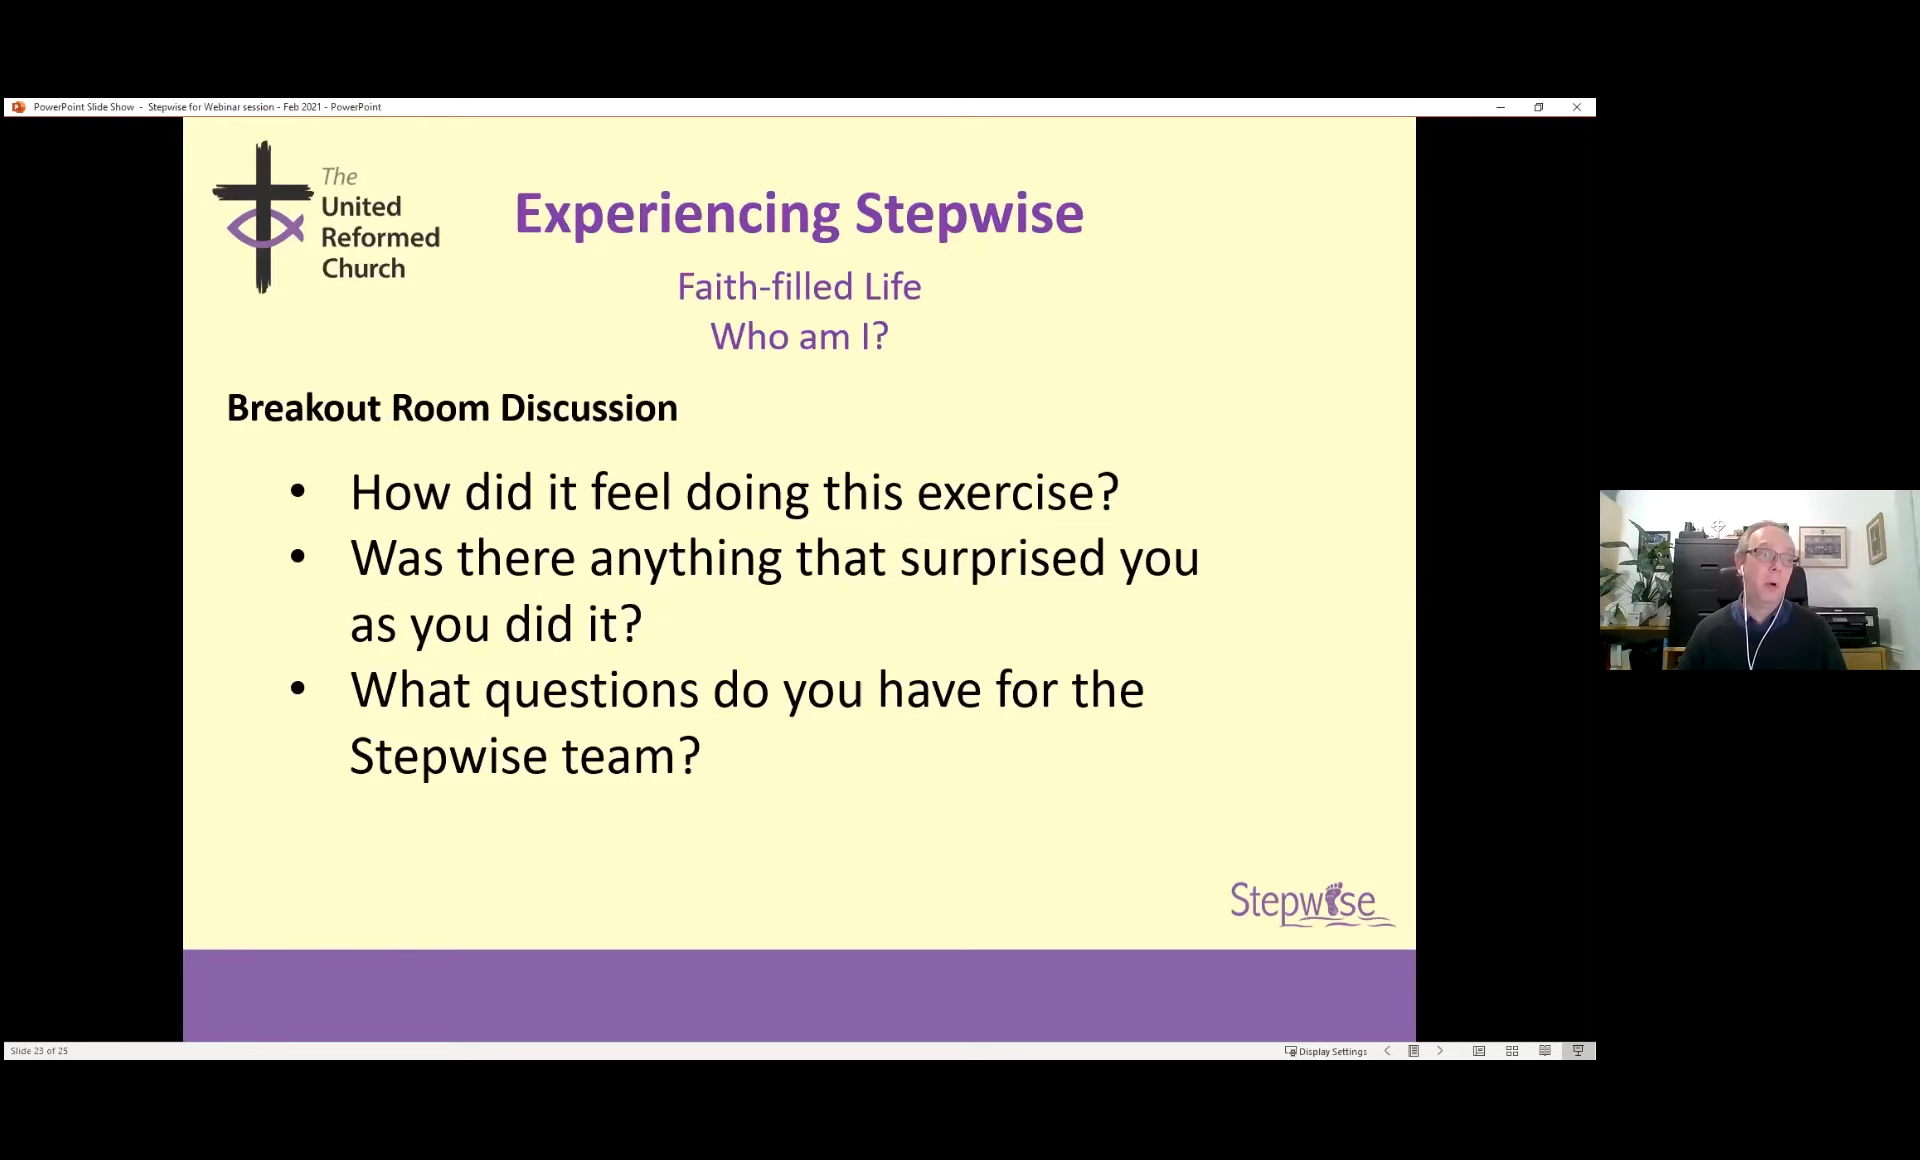 PowerPoint Slide Show - Stepwise for Webinar session - Feb 2021 - PowerPoint
The
United
Reformed
Church
Experiencing Stepwise
Faith-filled Life
Who am I?
Breakout Room Discussion
• How did it feel doing this exercise?
• Was there anything that surprised you
as you did it?
• What questions do you have for the
Stepwise team?
Stepwise
Slide 23 of 25
Display Settings